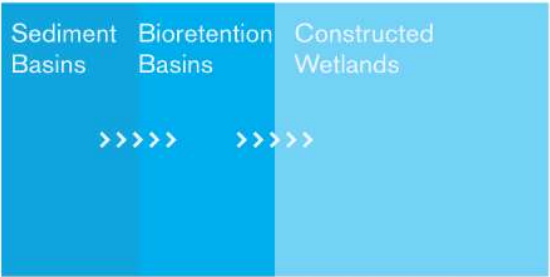 Sediment
Basins
Bioretention
Basins
Constructed
Wetlands
>>>>>
>>>>>